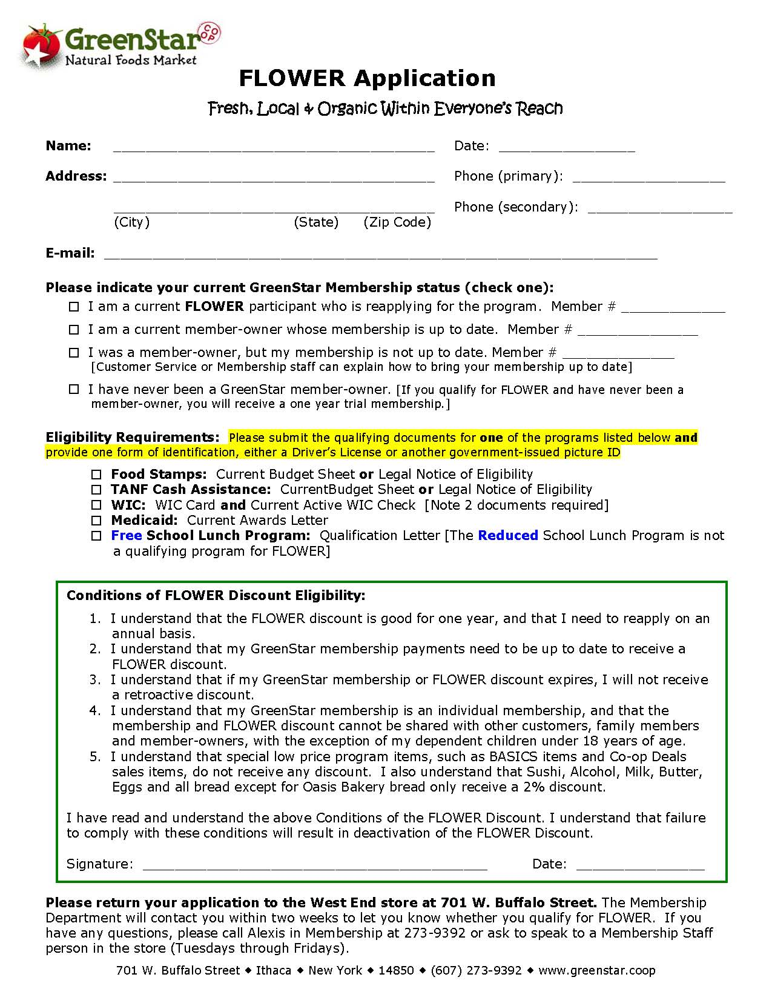 GreenStar CO OP
Natural Foods Market
FLOWER Application
Fresh, Local & Organic Within Everyone's Reach
Name: ________________________________________ Date: _________________
Address: ________________________________________ Phone (primary): ___________________
________________________________________ Phone (secondary): __________________
(City) (State) (Zip Code)
E-mail: _____________________________________________________________________
Please indicate your current GreenStar Membership status (check one):
☐ I am a current FLOWER participant who is reapplying for the program. Member # _____________
☐ I am a current member-owner whose membership is up to date. Member # _______________
☐ I was a member-owner, but my membership is not up to date. Member # ______________
[Customer Service or Membership staff can explain how to bring your membership up to date]
☐ I have never been a GreenStar member-owner. [If you qualify for FLOWER and have never been a
member-owner, you will receive a one year trial membership.]
Eligibility Requirements: Please submit the qualifying documents for one of the programs listed below and
provide one form of identification, either a Driver's License or another government-issued picture ID
☐ Food Stamps: Current Budget Sheet or Legal Notice of Eligibility
☐ TANF Cash Assistance: CurrentBudget Sheet or Legal Notice of Eligibility
☐ WIC: WIC Card and Current Active WIC Check [Note 2 documents required]
☐ Medicaid: Current Awards Letter
☐ Free School Lunch Program: Qualification Letter [The Reduced School Lunch Program is not
a qualifying program for FLOWER]
Conditions of FLOWER Discount Eligibility:
1. I understand that the FLOWER discount is good for one year, and that I need to reapply on an
annual basis.
2. I understand that my GreenStar membership payments need to be up to date to receive a
FLOWER discount.
3. I understand that if my GreenStar membership or FLOWER discount expires, I will not receive
a retroactive discount.
4. I understand that my GreenStar membership is an individual membership, and that the
membership and FLOWER discount cannot be shared with other customers, family members
and member-owners, with the exception of my dependent children under 18 years of age.
5. I understand that special low price program items, such as BASICS items and Co-op Deals
sales items, do not receive any discount. I also understand that Sushi, Alcohol, Milk, Butter,
Eggs and all bread except for Oasis Bakery bread only receive a 2% discount.
I have read and understand the above Conditions of the FLOWER Discount. I understand that failure
to comply with these conditions will result in deactivation of the FLOWER Discount.
Signature: ___________________________________________ Date: ________________
Please return your application to the West End store at 701 W. Buffalo Street. The Membership
Department will contact you within two weeks to let you know whether you qualify for FLOWER. If you
have any questions, please call Alexis in Membership at 273-9392 or ask to speak to a Membership Staff
person in the store (Tuesdays through Fridays).
701 W. Buffalo Street ◆ Ithaca ◆ New York ◆ 14850 ◆ (607) 273-9392 ◆ www.greenstar.coop